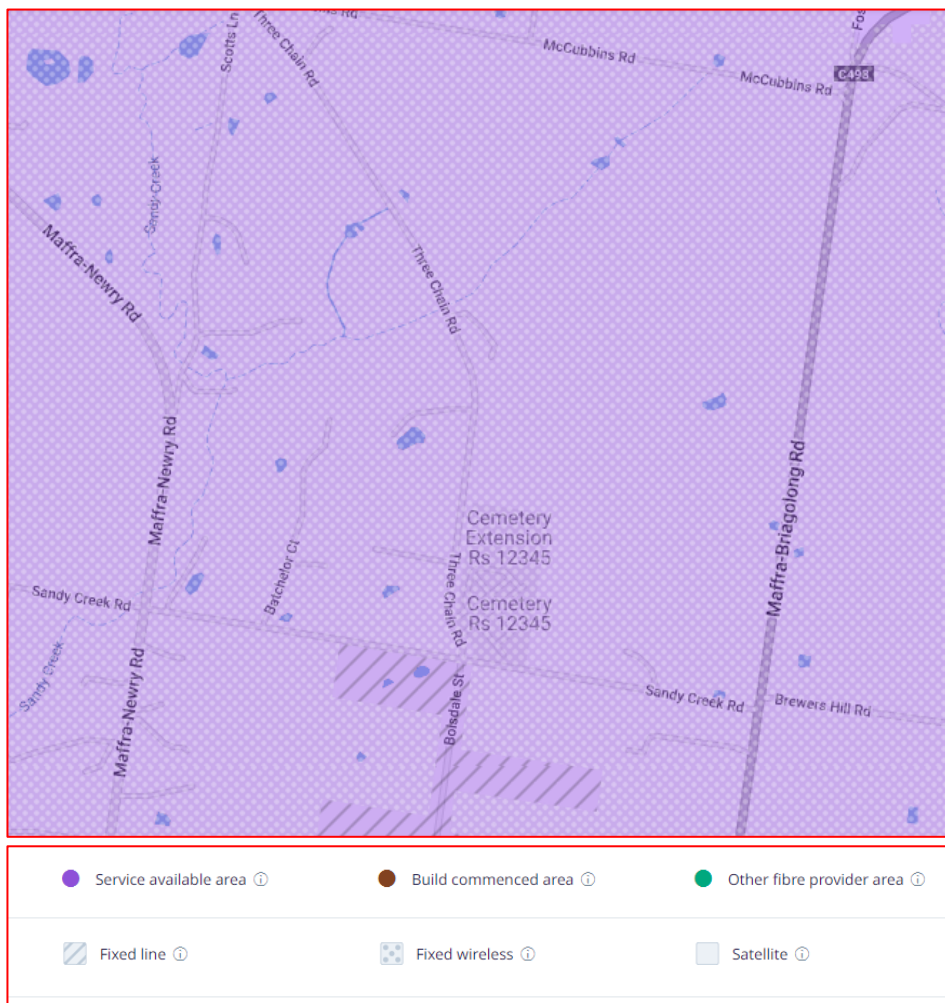 Rd
Scotts Ln
Three Chain Rd
McCubbins Rd
McCubbins Rd
C498
Sandy Creek
Maffra-Newry Rd
Three Chain Rd
Maffra-Newry Rd
Maffra-Briagolong Rd
Cemetery
Extension
Rs 12345
Batchelor Ct
Three Chain Rd
Cemetery
Rs 12345
Sandy Creek Rd
Sandy Creek
Maffra-Newry Rd
Boisdale St
Sandy Creek Rd
Brewers Hill Rd
Service available area
Build commenced area
Other fibre provider area
Fixed line
Fixed wireless
Satellite